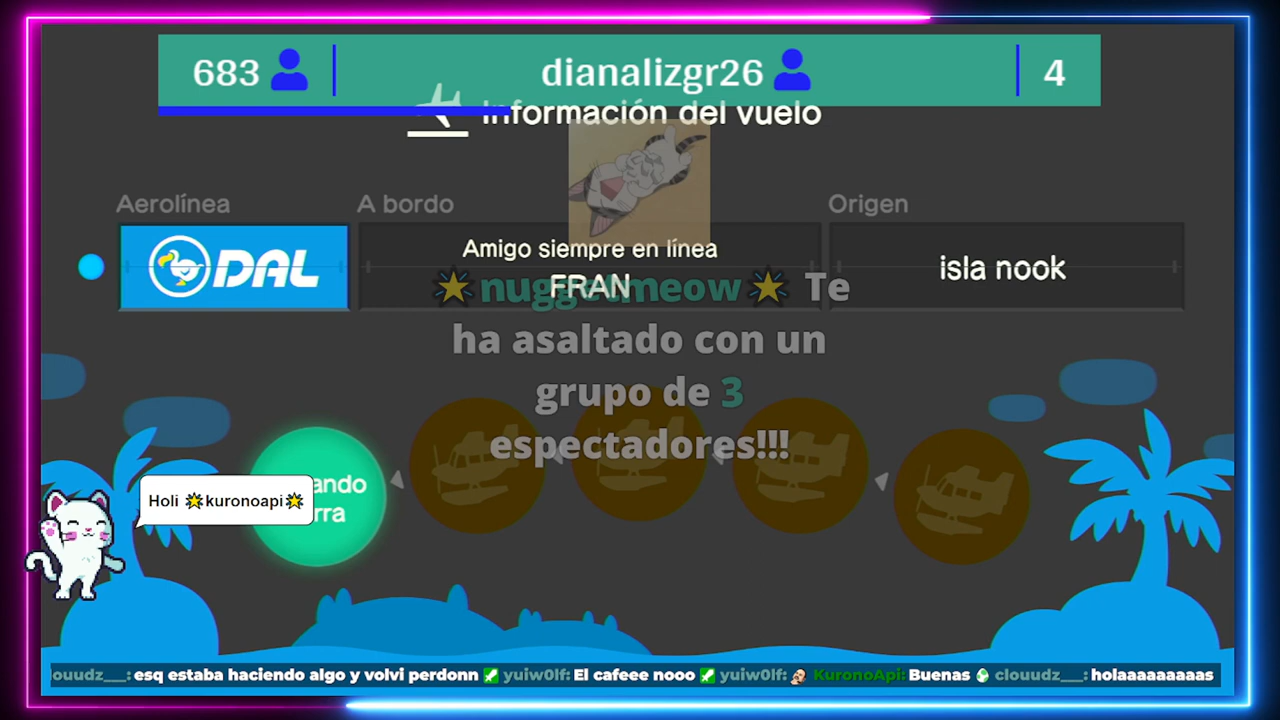 683
dianalizgr26
4
Información del vuelo
Aerolínea
A bordo
Origen
DAL
Amigo siempre en línea
FRAN
isla nook
🌟nuggetmeow🌟 Te
ha asaltado con un
grupo de 3
espectadores!!!
Holi 🌟kuronoapi🌟
ando
rra
ouudz___: esq estaba haciendo algo y volvi perdonn yuiw0lf: El cafeee nooo yuiw0lf: KuronoApi: Buenas clouudz___: holaaaaaaaaas